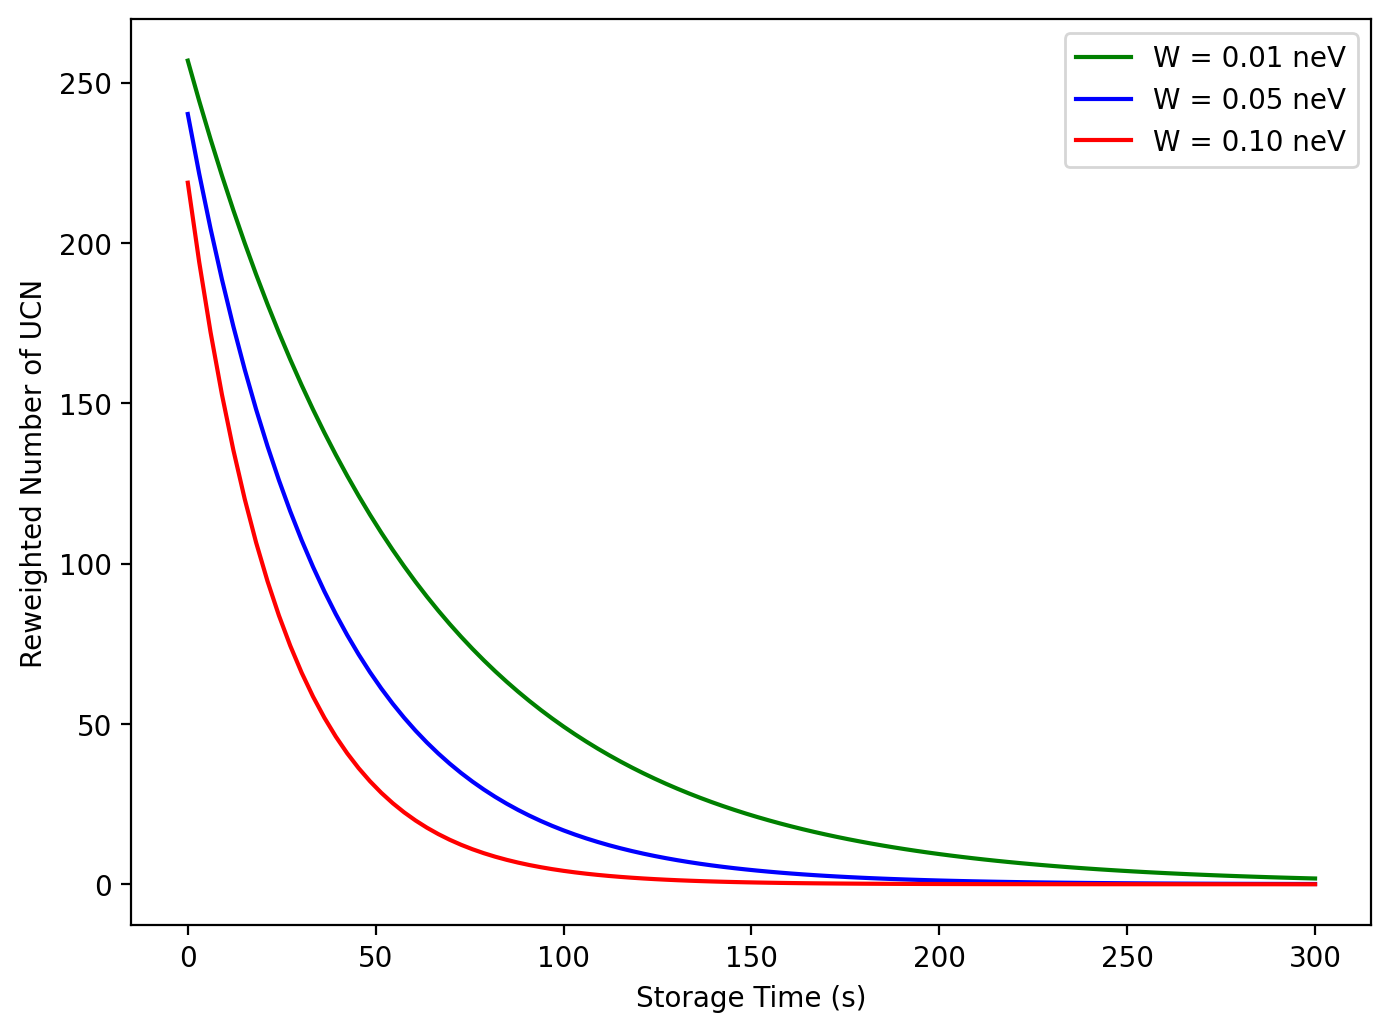 W = 0.01 neV
W = 0.05 neV
W = 0.10 neV
Reweighted Number of UCN
250
200
150
100
50
0
0 50 100 150 200 250 300
Storage Time (s)